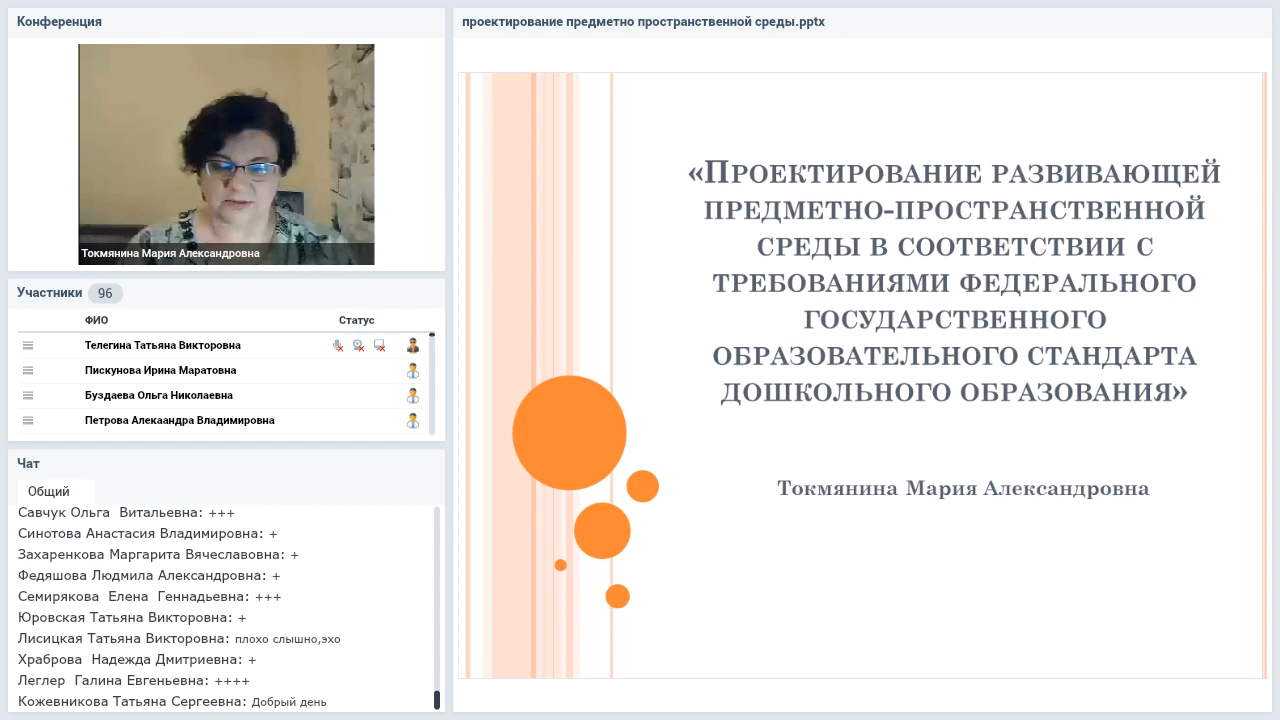 Конференция
Токмянина Мария Александровна
Участники 96
ФИО Статус
Телегина Татьяна Викторовна
Пискунова Ирина Маратовна
Буздаева Ольга Николаевна
Петрова Алекаандра Владимировна
Чат
Общий
Савчук Ольга Витальевна: +++
Синотова Анастасия Владимировна: +
Захаренкова Маргарита Вячеславовна: +
Федяшова Людмила Александровна: +
Семирякова Елена Геннадьевна: +++
Юровская Татьяна Викторовна: +
Лисицкая Татьяна Викторовна: плохо слышно,эхо
Храброва Надежда Дмитриевна: +
Леглер Галина Евгеньевна: ++++
Кожевникова Татьяна Сергеевна: Добрый день
проектирование предметно пространственной среды.pptx
«Проектирование развивающей
предметно-пространственной
среды в соответствии с
требованиями федерального
государственного
образовательного стандарта
дошкольного образования»
Токмянина Мария Александровна